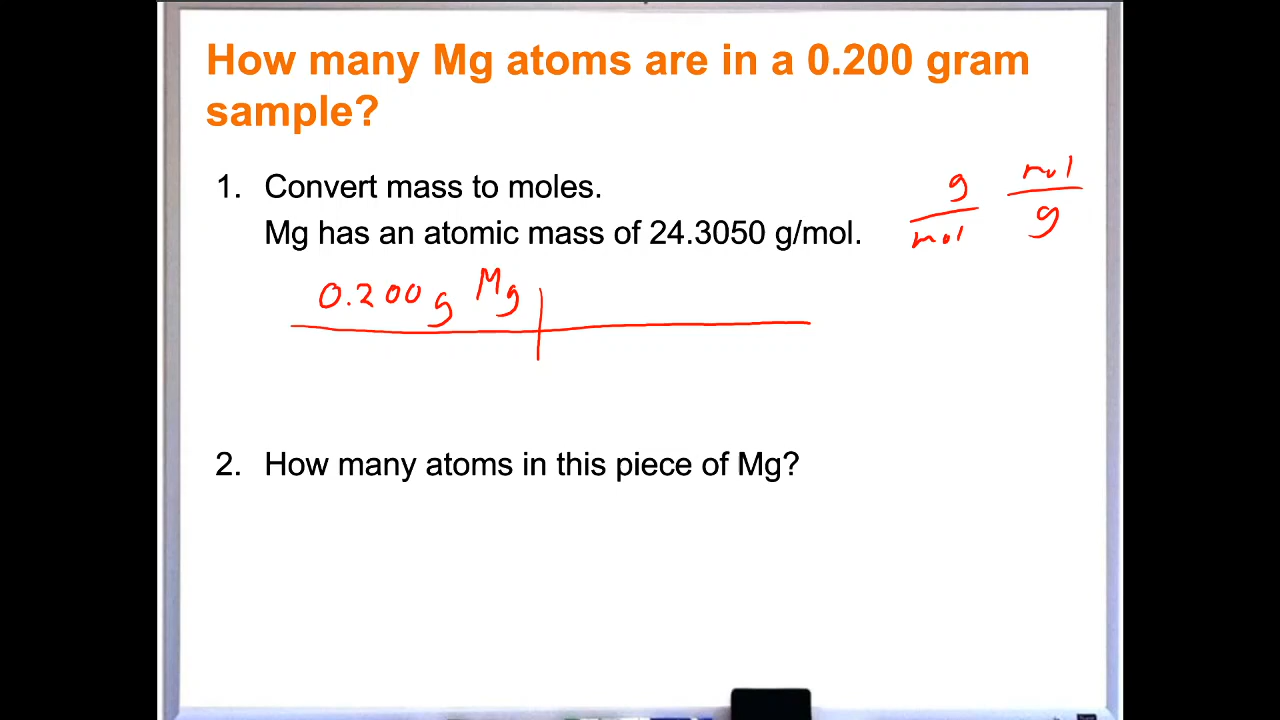 How many Mg atoms are in a 0.200 gram
sample?
1. Convert mass to moles.
Mg has an atomic mass of 24.3050 g/mol.
g
mol
mol
g
0.200 g Mg
2. How many atoms in this piece of Mg?